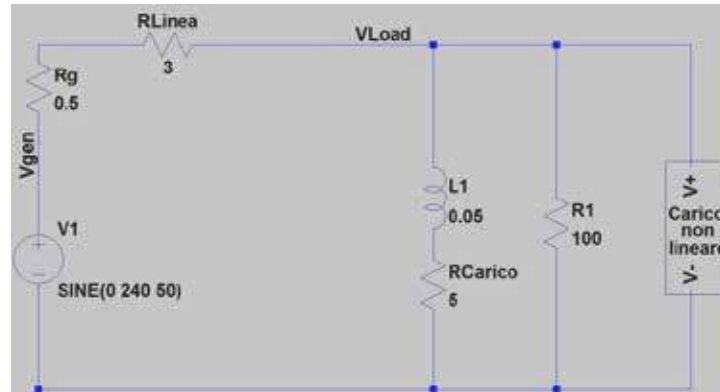 RLinea
3
VLoad
Rg
0.5
Vgen
V1
SINE(0 240 50)
L1
0.05
RCarico
5
R1
100
V+
Carico
non
lineare
V-